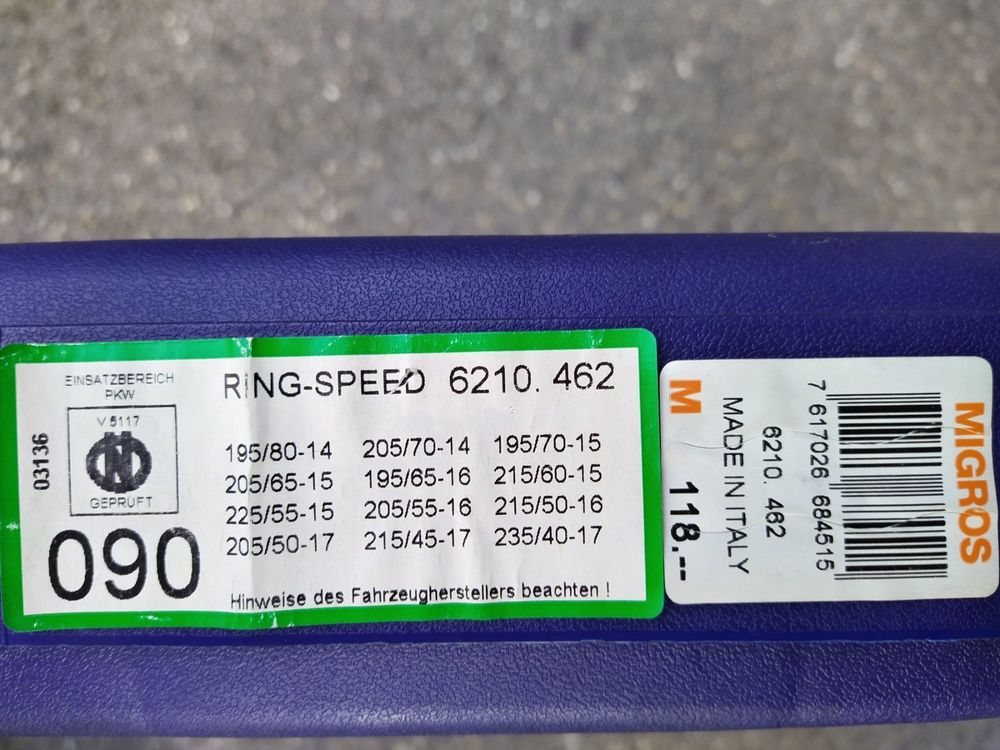 03136
EINSATZBEREICH
PKW
V 5117
GEPRÜFT
090
RING-SPEED 6210. 462
195/80-14 205/70-14 195/70-15
205/65-15 195/65-16 215/60-15
225/55-15 205/55-16 215/50-16
205/50-17 215/45-17 235/40-17
Hinweise des Fahrzeugherstellers beachten !
MIGROS
7 617026 684515
6210. 462
MADE IN ITALY
M 118.--